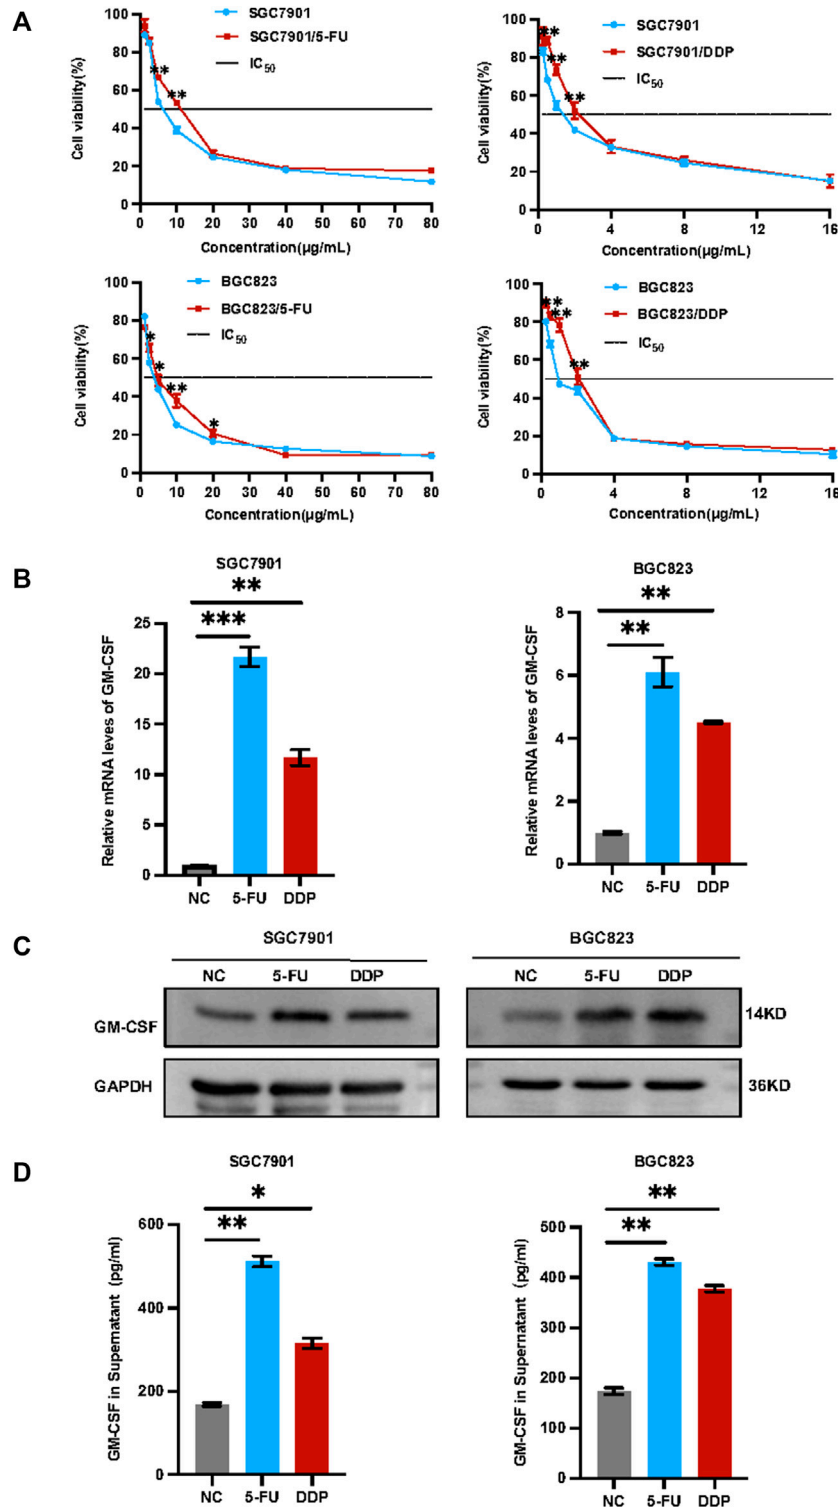 A
SGC7901
SGC7901/5-FU
IC50
Cell viability(%)
100
80
60
40
20
0
** **
0 10 20 30 40 50 60 70 80
Concentration(μg/mL)
SGC7901
SGC7901/DDP
IC50
Cell viability(%)
100
80
60
40
20
0
** ** **
0 4 8 12 16
Concentration(μg/mL)
BGC823
BGC823/5-FU
IC50
Cell viability(%)
100
80
60
40
20
0
* * ** *
0 10 20 30 40 50 60 70 80
Concentration(μg/mL)
BGC823
BGC823/DDP
IC50
Cell viability(%)
100
80
60
40
20
0
** ** **
0 4 8 12 16
Concentration(μg/mL)
B
SGC7901
**
***
Relative mRNA leves of GM-CSF
25
20
15
10
5
0
NC 5-FU DDP
BGC823
**
**
Relative mRNA leves of GM-CSF
8
6
4
2
0
NC 5-FU DDP
C
SGC7901 BGC823
NC 5-FU DDP NC 5-FU DDP
GM-CSF 14KD
GAPDH 36KD
D
SGC7901
*
**
GM-CSF in Supernatant (pg/ml)
600
400
200
0
NC 5-FU DDP
BGC823
**
**
GM-CSF in Supernatant (pg/ml)
500
400
300
200
100
0
NC 5-FU DDP